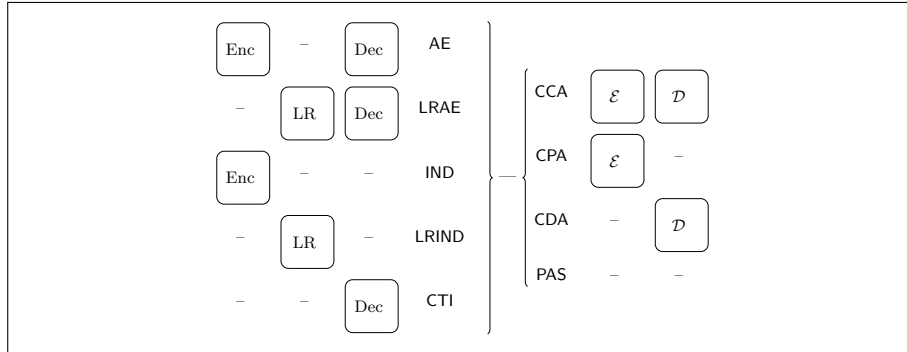 Enc – Dec AE
– LR Dec LRAE
Enc – – IND
– LR – LRIND
– – Dec CTI
—
CCA ℰ 𝒟
CPA ℰ –
CDA – 𝒟
PAS – –